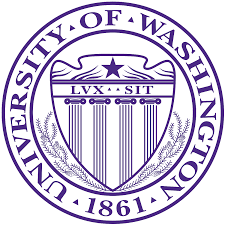 UNIVERSITY · OF · WASHINGTON
LVX SIT
· 1861 ·